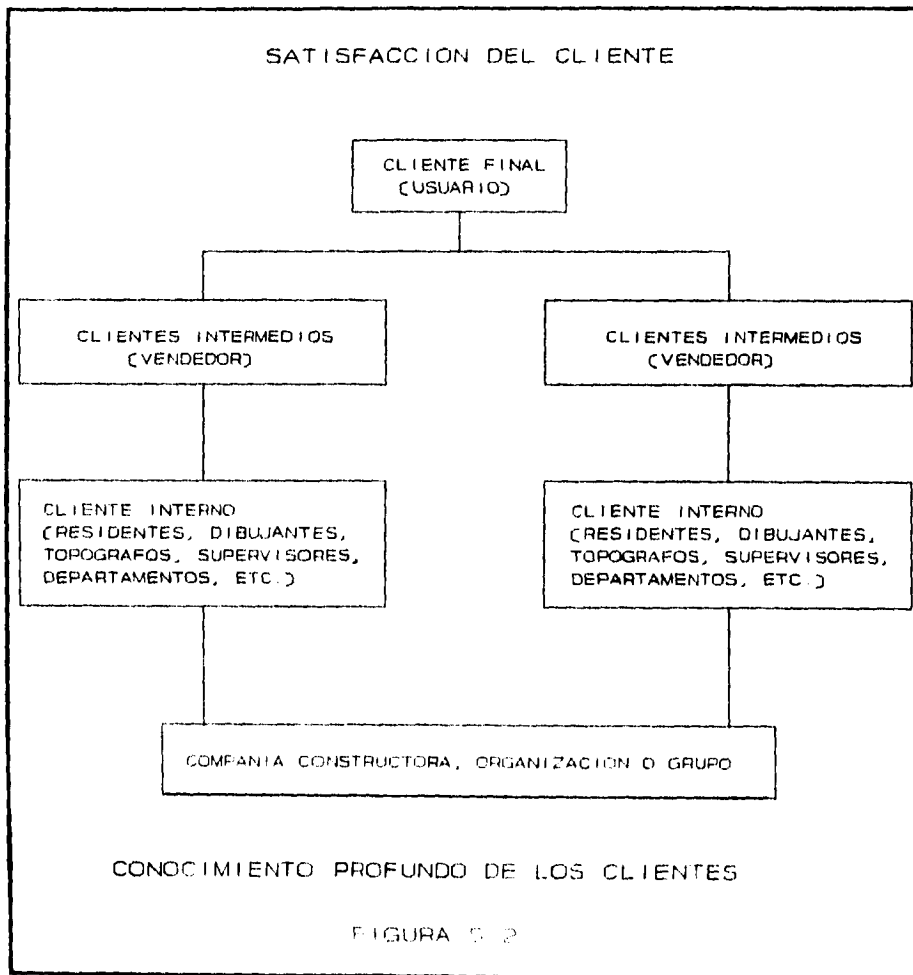 SATISFACCION DEL CLIENTE
CLIENTE FINAL
(USUARIO)
CLIENTES INTERMEDIOS
(VENDEDOR)
CLIENTES INTERMEDIOS
(VENDEDOR)
CLIENTE INTERNO
(RESIDENTES, DIBUJANTES,
TOPOGRAFOS, SUPERVISORES,
DEPARTAMENTOS, ETC.)
CLIENTE INTERNO
(RESIDENTES, DIBUJANTES,
TOPOGRAFOS, SUPERVISORES,
DEPARTAMENTOS, ETC.)
COMPANIA CONSTRUCTORA, ORGANIZACION O GRUPO
CONOCIMIENTO PROFUNDO DE LOS CLIENTES
FIGURA 5.2